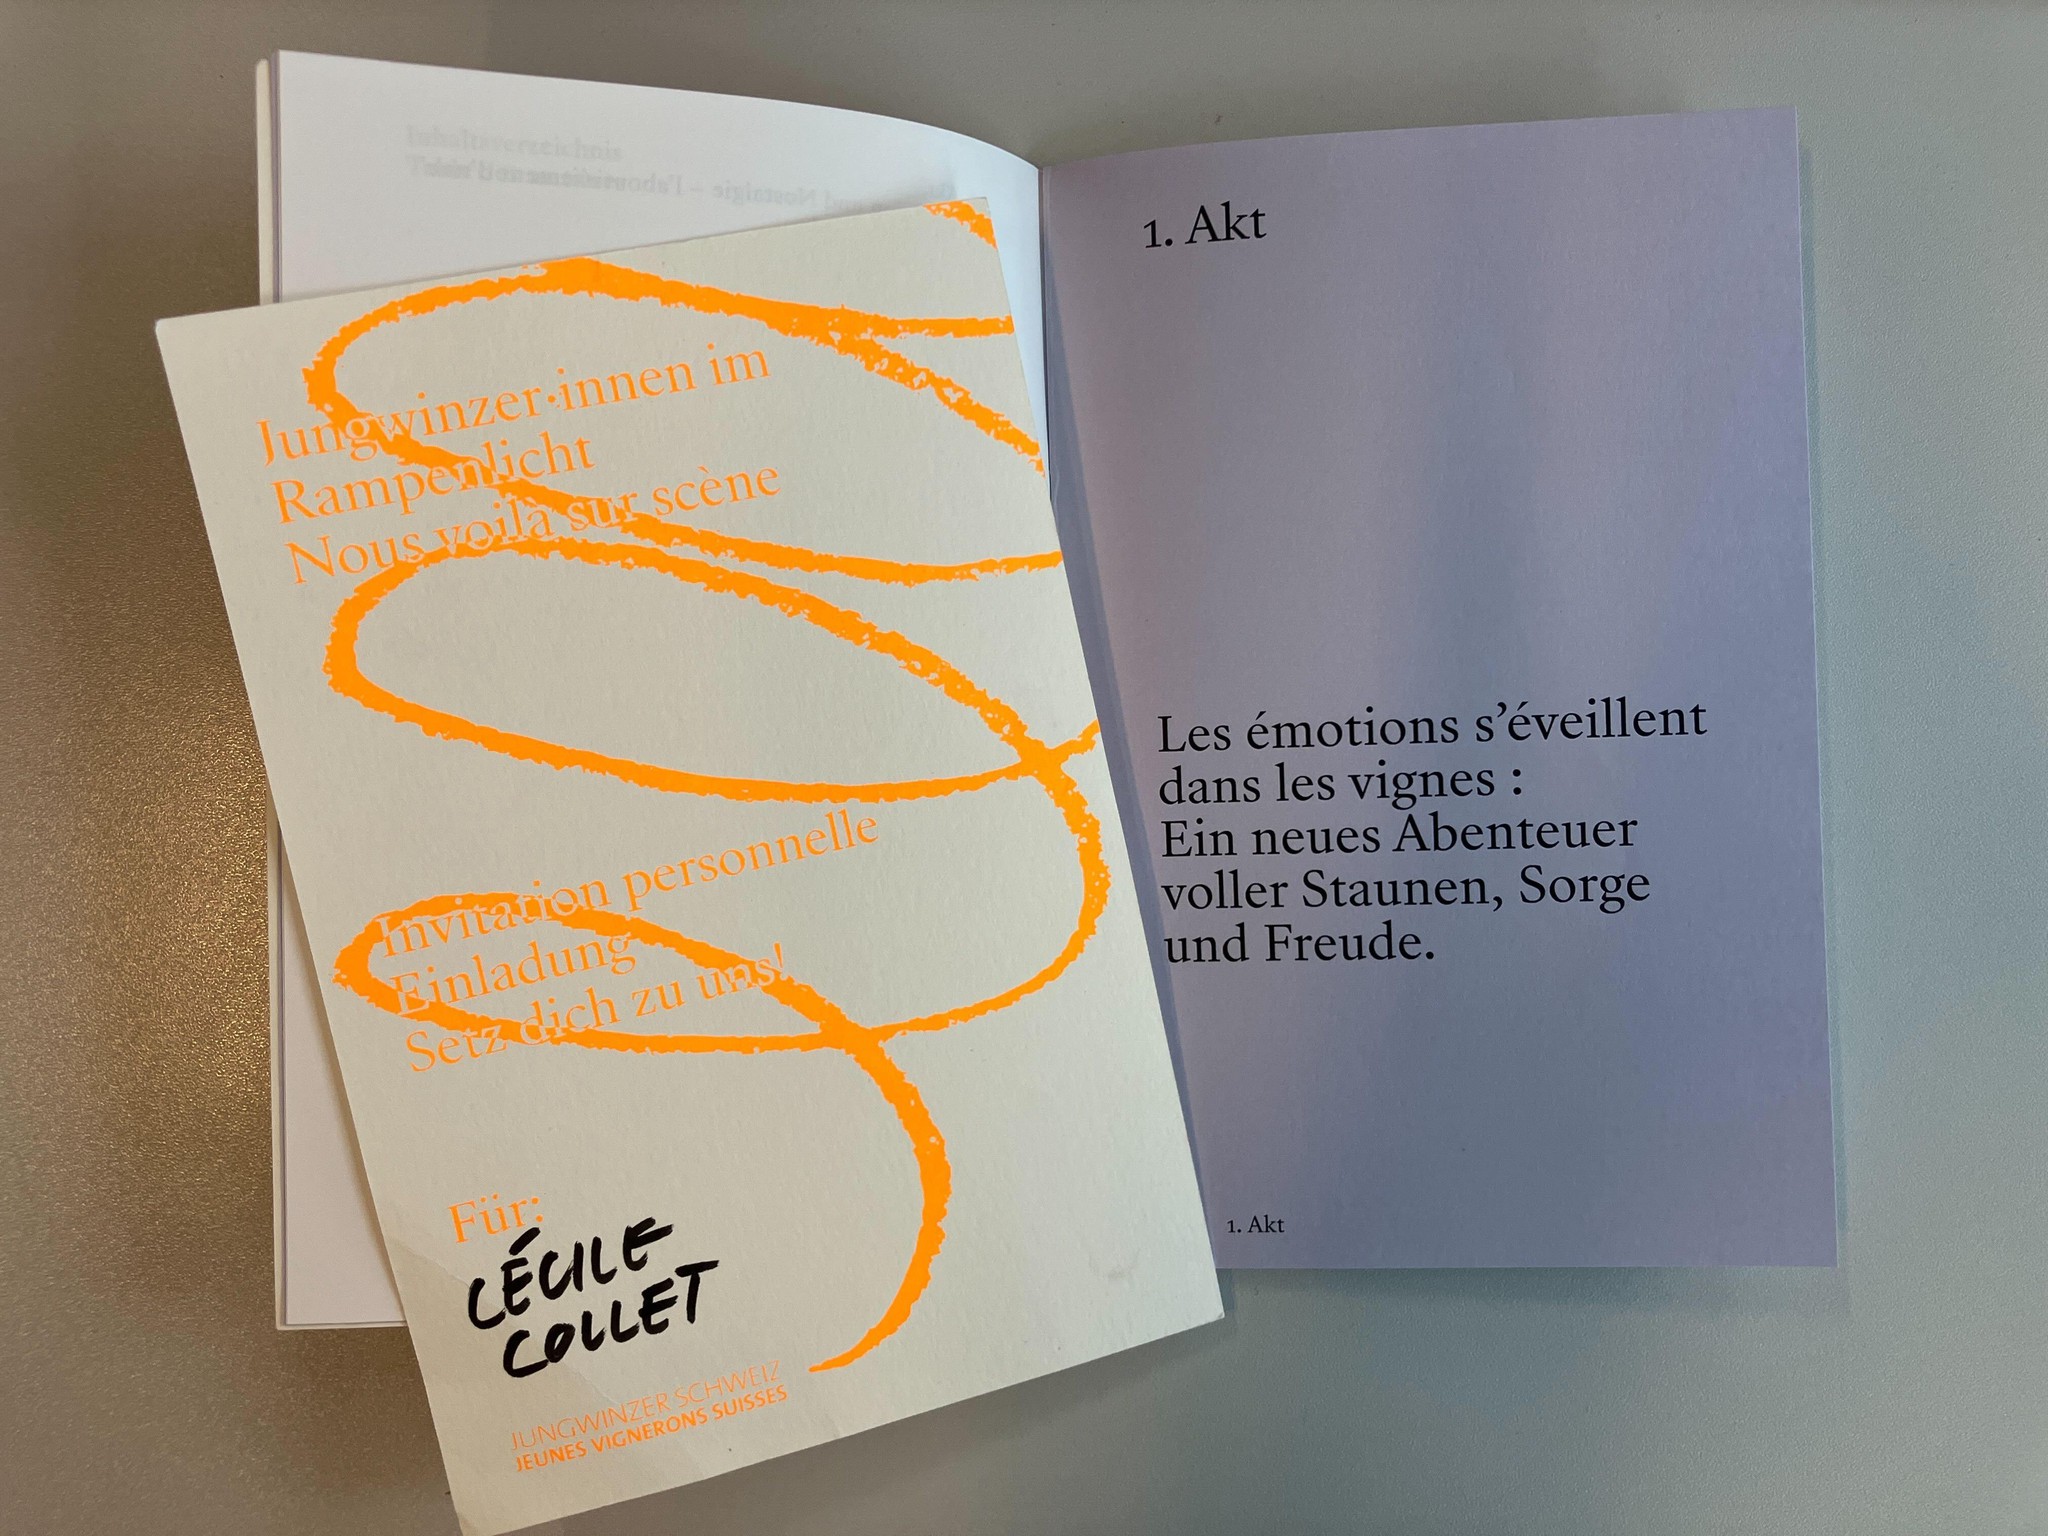 Inhaltsverzeichnis
Jungwinzer·innen im
Rampenlicht
Nous voilà sur scène
Invitation personnelle
Einladung
Setz dich zu uns!
Für:
CÉCILE
COLLET
JUNGWINZER SCHWEIZ
JEUNES VIGNERONS SUISSES
1. Akt
Les émotions s’éveillent
dans les vignes :
Ein neues Abenteuer
voller Staunen, Sorge
und Freude.
1. Akt